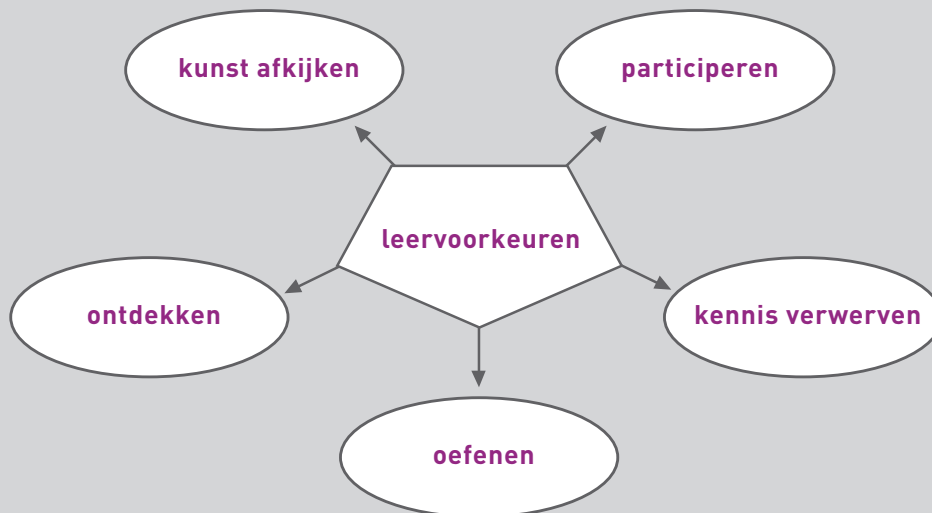 kunst afkijken
participeren
leervoorkeuren
ontdekken
kennis verwerven
oefenen